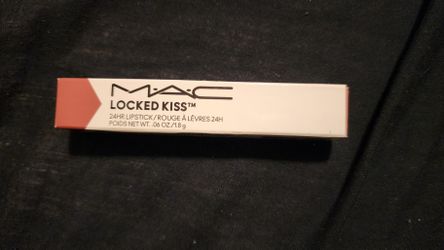 M·A·C
LOCKED KISS™
24HR LIPSTICK / ROUGE À LÈVRES 24H
POIDS NET WT. .06 OZ./1.8 g